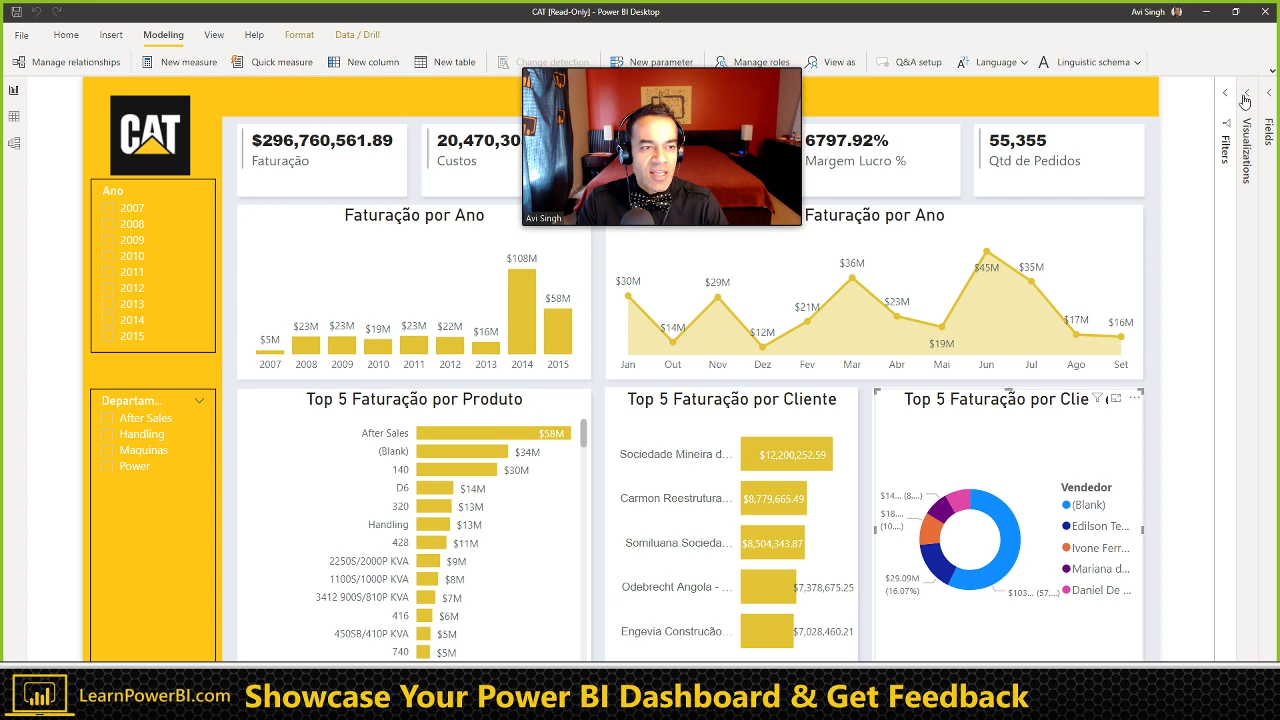 CAT [Read-Only] - Power BI Desktop
Avi Singh
File
Home
Insert
Modeling
View
Help
Format
Data / Drill
Manage relationships
New measure
Quick measure
New column
New table
Change detection
New parameter
Manage roles
View as
Q&A setup
Language
Linguistic schema
CAT
Ano
2007
2008
2009
2010
2011
2012
2013
2014
2015
Departam...
After Sales
Handling
Maquinas
Power
$296,760,561.89
Faturação
20,470,30
Custos
6797.92%
Margem Lucro %
55,355
Qtd de Pedidos
Avi Singh
Faturação por Ano
$5M
$23M
$23M
$19M
$23M
$22M
$16M
$108M
$58M
2007
2008
2009
2010
2011
2012
2013
2014
2015
Faturação por Ano
$30M
$14M
$29M
$12M
$21M
$36M
$23M
$19M
$45M
$35M
$17M
$16M
Jan
Out
Nov
Dez
Fev
Mar
Abr
Mai
Jun
Jul
Ago
Set
Top 5 Faturação por Produto
After Sales $58M
(Blank) $34M
140 $30M
D6 $14M
320 $13M
Handling $13M
428 $11M
2250S/2000P KVA $9M
1100S/1000P KVA $8M
3412 900S/810P KVA $7M
416 $6M
450SB/410P KVA $5M
740 $5M
Top 5 Faturação por Cliente
Sociedade Mineira d... $12,200,252.59
Carmon Reestrutura... $8,779,665.49
Somiluana Socieda... $8,504,343.87
Odebrecht Angola - ... $7,378,675.25
Engevia Construcão... $7,028,460.21
Top 5 Faturação por Clie
$14... (8....)
$18...
(10....)
$29.09M
(16.07%)
$103... (57....)
Vendedor
(Blank)
Edilson Te...
Ivone Ferr...
Mariana d...
Daniel De ...
Filters
Visualizations
Fields
LearnPowerBI.com
Showcase Your Power BI Dashboard & Get Feedback